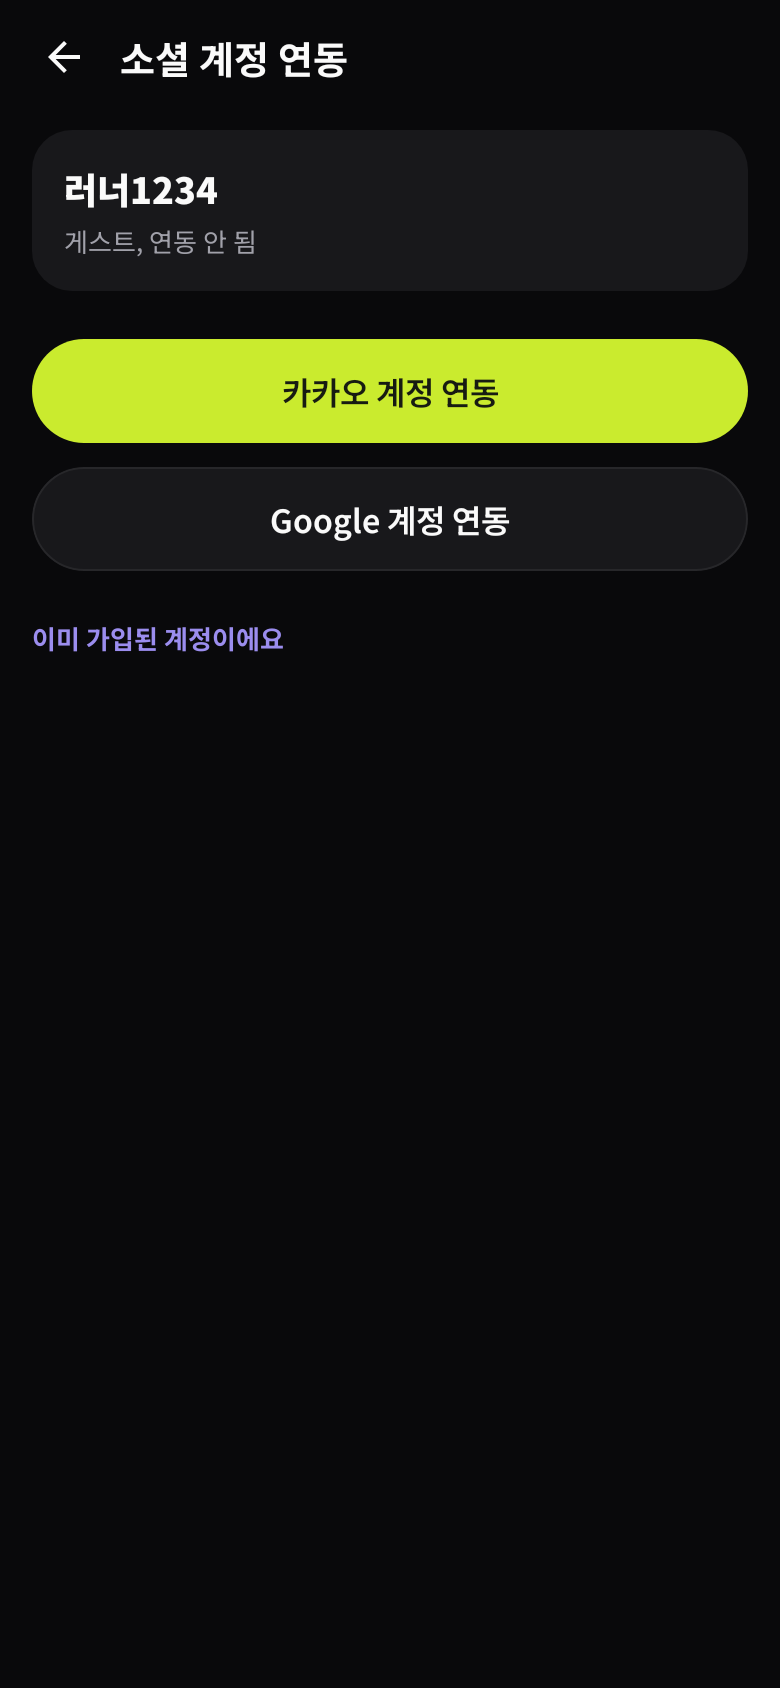 소셜 계정 연동
러너1234
게스트, 연동 안 됨
카카오 계정 연동
Google 계정 연동
이미 가입된 계정이에요